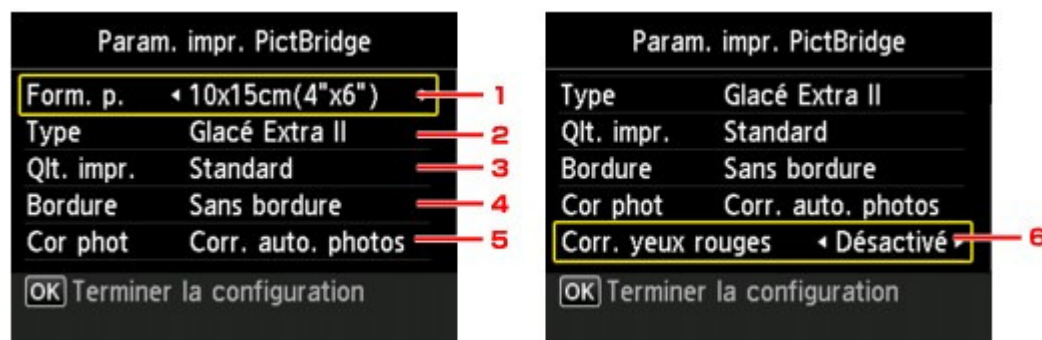 Param. impr. PictBridge
Form. p. 10x15cm(4"x6") 1
Type Glacé Extra II 2
Qlt. impr. Standard 3
Bordure Sans bordure 4
Cor phot Corr. auto. photos 5
OK Terminer la configuration
Param. impr. PictBridge
Type Glacé Extra II
Qlt. impr. Standard
Bordure Sans bordure
Cor phot Corr. auto. photos
Corr. yeux rouges Désactivé 6
OK Terminer la configuration